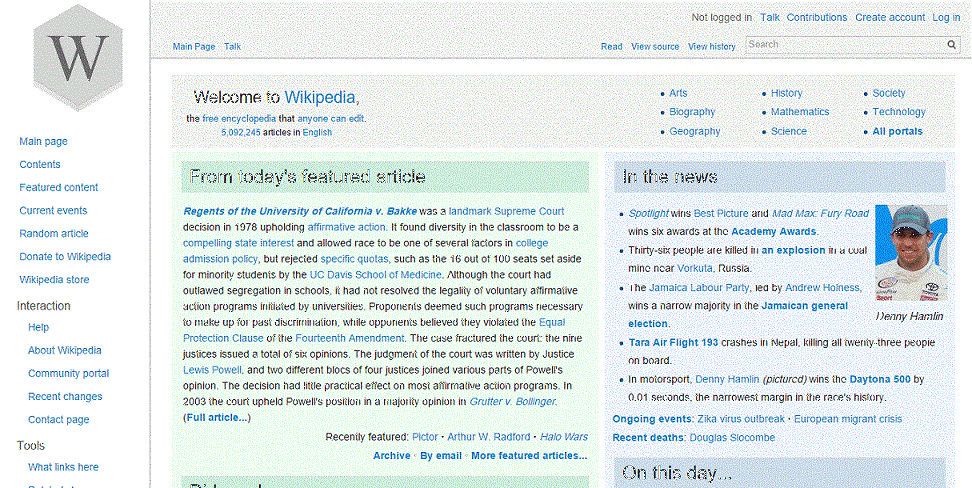 W
Not logged in Talk Contributions Create account Log in
Main Page Talk
Read View source View history Search
Main page
Contents
Featured content
Current events
Random article
Donate to Wikipedia
Wikipedia store
Interaction
Help
About Wikipedia
Community portal
Recent changes
Contact page
Tools
What links here
Welcome to Wikipedia,
the free encyclopedia that anyone can edit.
5,092,245 articles in English
Arts
Biography
Geography
History
Mathematics
Science
Society
Technology
All portals
From today's featured article
Regents of the University of California v. Bakke was a landmark Supreme Court
decision in 1978 upholding affirmative action. It found diversity in the classroom to be a
compelling state interest and allowed race to be one of several factors in college
admission policy, but rejected specific quotas, such as the 16 out of 100 seats set aside
for minority students by the UC Davis School of Medicine. Although the court had
outlawed segregation in schools, it had not resolved the legality of voluntary affirmative
action programs initiated by universities. Proponents deemed such programs necessary
to make up for past discrimination, while opponents believed they violated the Equal
Protection Clause of the Fourteenth Amendment. The case fractured the court: the nine
justices issued a total of six opinions. The judgment of the court was written by Justice
Lewis Powell, and two different blocs of four justices joined various parts of Powell's
opinion. The decision had little practical effect on most affirmative action programs. In
2003 the court upheld Powell's position in a majority opinion in Grutter v. Bollinger.
(Full article...)
Recently featured: Pictor · Arthur W. Radford · Halo Wars
Archive · By email · More featured articles...
In the news
Spotlight wins Best Picture and Mad Max: Fury Road
wins six awards at the Academy Awards.
Thirty-six people are killed in an explosion in a coal
mine near Vorkuta, Russia.
The Jamaica Labour Party, led by Andrew Holness,
wins a narrow majority in the Jamaican general
election.
Tara Air Flight 193 crashes in Nepal, killing all twenty-three people
on board.
In motorsport, Denny Hamlin (pictured) wins the Daytona 500 by
0.01 seconds, the narrowest margin in the race's history.
Denny Hamlin
Ongoing events: Zika virus outbreak · European migrant crisis
Recent deaths: Douglas Slocombe
On this day...